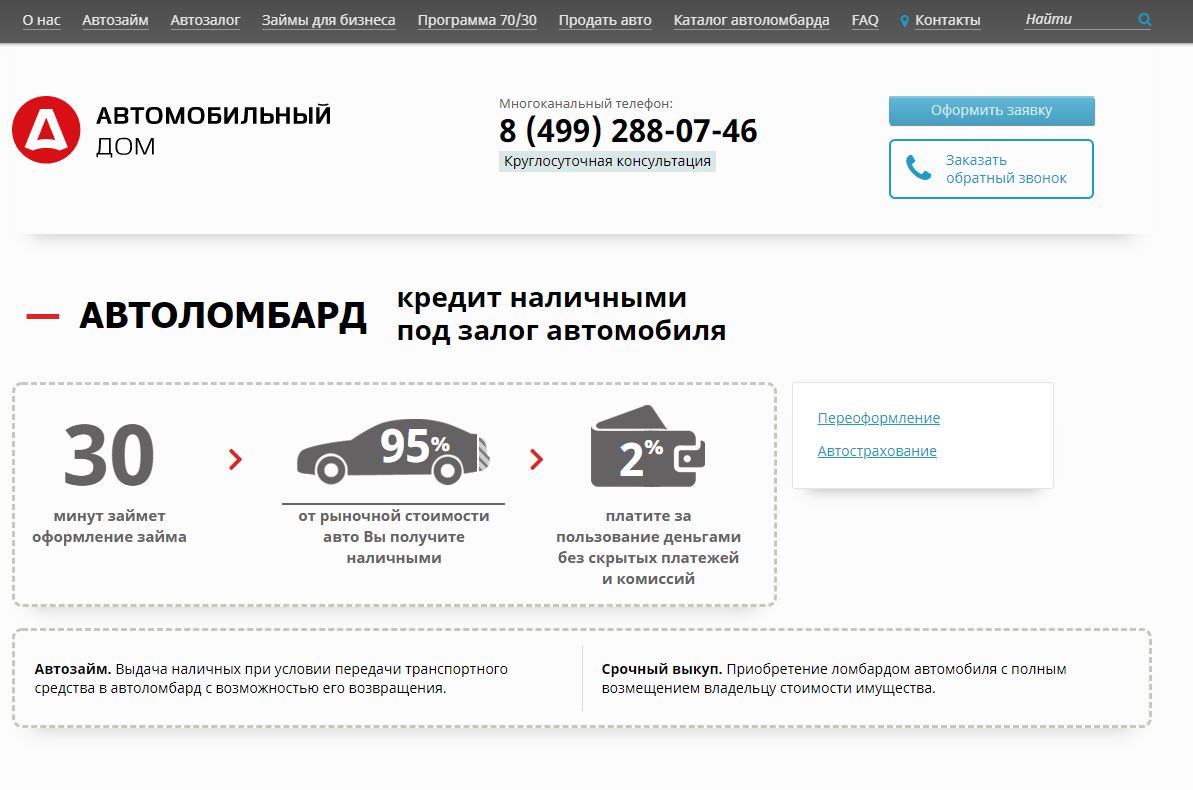 О нас Автозайм Автозалог Займы для бизнеса Программа 70/30 Продать авто Каталог автоломбарда FAQ Контакты Найти
АВТОМОБИЛЬНЫЙ
ДОМ
Многоканальный телефон:
8 (499) 288-07-46
Круглосуточная консультация
Оформить заявку
Заказать
обратный звонок
АВТОЛОМБАРД
кредит наличными
под залог автомобиля
30
минут займет
оформление займа
95%
от рыночной стоимости
авто Вы получите
наличными
2%
платите за
пользование деньгами
без скрытых платежей
и комиссий
Переоформление
Автострахование
Автозайм. Выдача наличных при условии передачи транспортного
средства в автоломбард с возможностью его возвращения.
Срочный выкуп. Приобретение ломбардом автомобиля с полным
возмещением владельцу стоимости имущества.